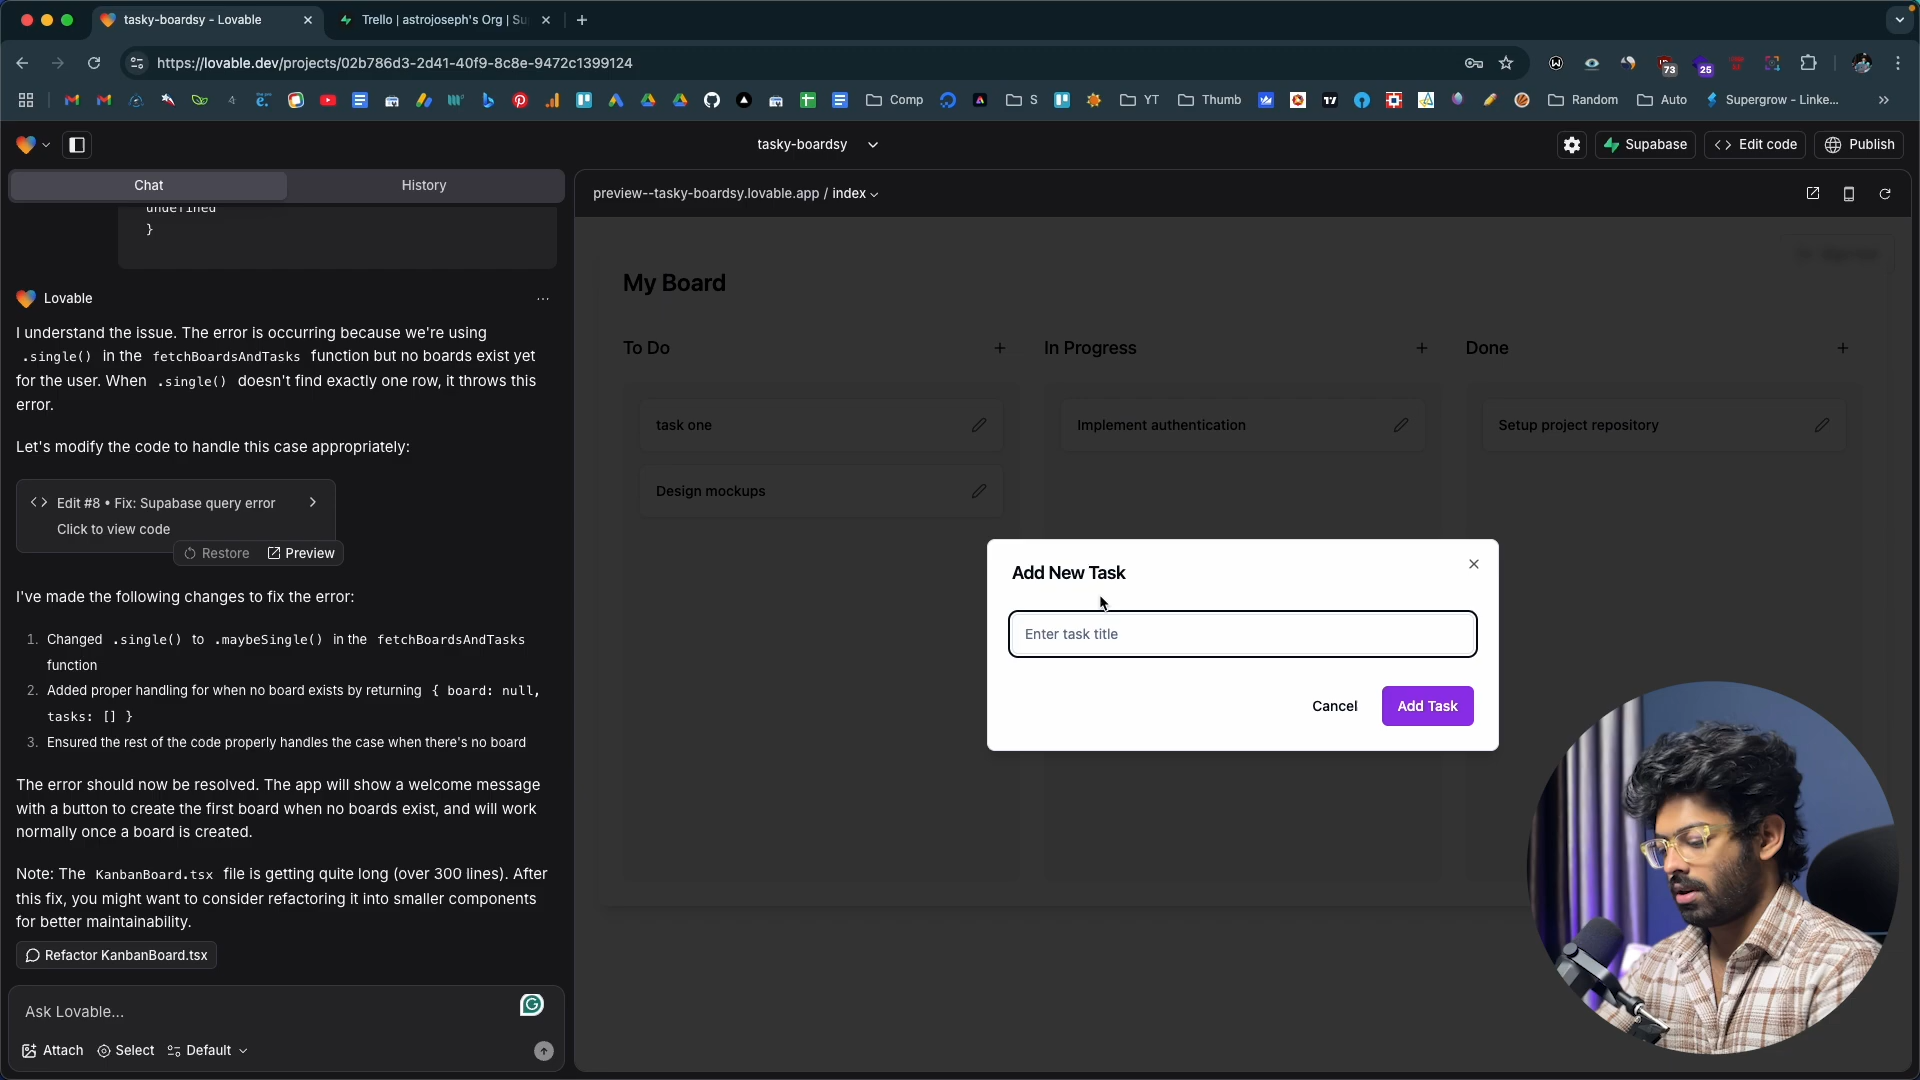 tasky-boardsy - Lovable
Trello | astrojoseph's Org | Su
https://lovable.dev/projects/02b786d3-2d41-40f9-8c8e-9472c1399124
73
25
Comp
S
YT
Thumb
Random
Auto
Supergrow - Linke...
tasky-boardsy
Supabase
Edit code
Publish
Chat
History
preview--tasky-boardsy.lovable.app / index
undefined
}
Lovable
I understand the issue. The error is occurring because we're using
.single() in the fetchBoardsAndTasks function but no boards exist yet
for the user. When .single() doesn't find exactly one row, it throws this
error.
Let's modify the code to handle this case appropriately:
Edit #8 • Fix: Supabase query error
Click to view code
Restore
Preview
I've made the following changes to fix the error:
1. Changed .single() to .maybeSingle() in the fetchBoardsAndTasks
function
2. Added proper handling for when no board exists by returning { board: null,
tasks: [] }
3. Ensured the rest of the code properly handles the case when there's no board
The error should now be resolved. The app will show a welcome message
with a button to create the first board when no boards exist, and will work
normally once a board is created.
Note: The KanbanBoard.tsx file is getting quite long (over 300 lines). After
this fix, you might want to consider refactoring it into smaller components
for better maintainability.
Refactor KanbanBoard.tsx
Ask Lovable...
Attach
Select
Default
My Board
To Do
In Progress
Done
task one
Implement authentication
Setup project repository
Design mockups
Add New Task
Enter task title
Cancel
Add Task